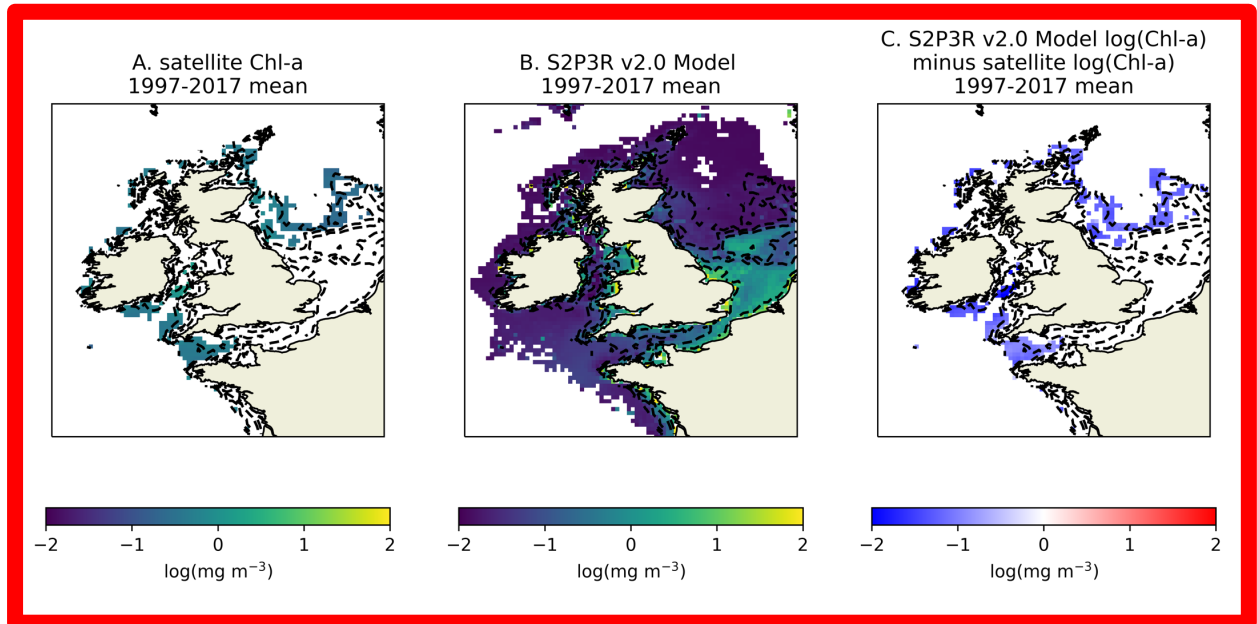 A. satellite Chl-a
1997-2017 mean
B. S2P3R v2.0 Model
1997-2017 mean
C. S2P3R v2.0 Model log(Chl-a)
minus satellite log(Chl-a)
1997-2017 mean
−2 −1 0 1 2
log(mg m⁻³)
−2 −1 0 1 2
log(mg m⁻³)
−2 −1 0 1 2
log(mg m⁻³)